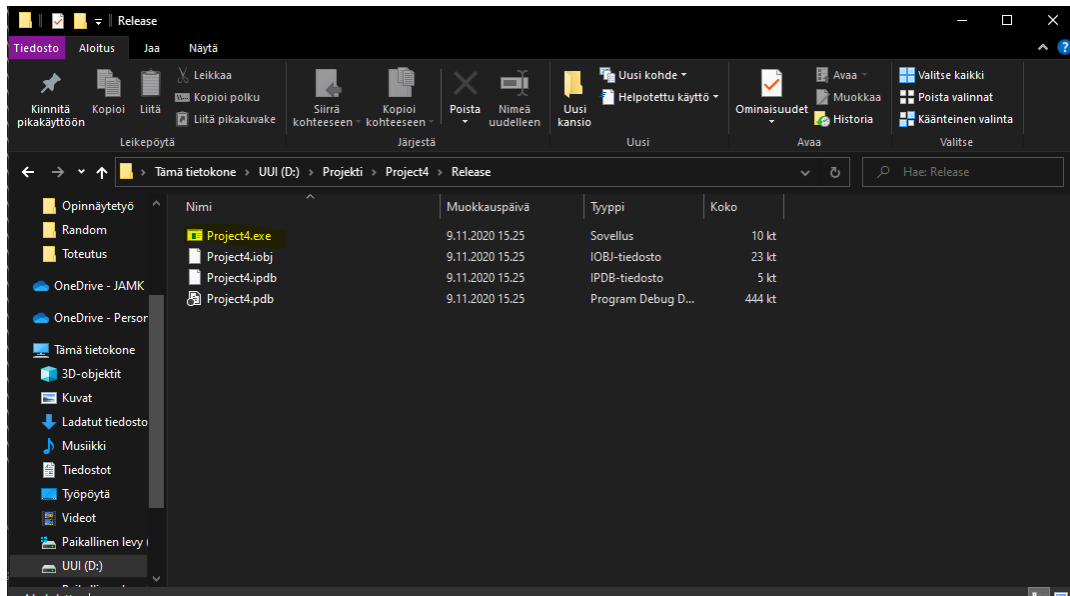 Release
Tiedosto Aloitus Jaa Näytä
Kiinnitä pikakäyttöön
Kopioi
Liitä
Leikkaa
Kopioi polku
Liitä pikakuvake
Leikepöytä
Siirrä kohteeseen
Kopioi kohteeseen
Poista
Nimeä uudelleen
Järjestä
Uusi kansio
Uusi kohde
Helpotettu käyttö
Uusi
Ominaisuudet
Avaa
Muokkaa
Historia
Avaa
Valitse kaikki
Poista valinnat
Käänteinen valinta
Valitse
Tämä tietokone > UUI (D:) > Projekti > Project4 > Release
Hae: Release
Opinnäytetyö
Random
Toteutus
OneDrive - JAMK
OneDrive - Person
Tämä tietokone
3D-objektit
Kuvat
Ladatut tiedosto
Musiikki
Tiedostot
Työpöytä
Videot
Paikallinen levy (
UUI (D:)
Nimi Muokkauspäivä Tyyppi Koko
Project4.exe 9.11.2020 15.25 Sovellus 10 kt
Project4.iobj 9.11.2020 15.25 IOBJ-tiedosto 23 kt
Project4.ipdb 9.11.2020 15.25 IPDB-tiedosto 5 kt
Project4.pdb 9.11.2020 15.25 Program Debug D... 444 kt